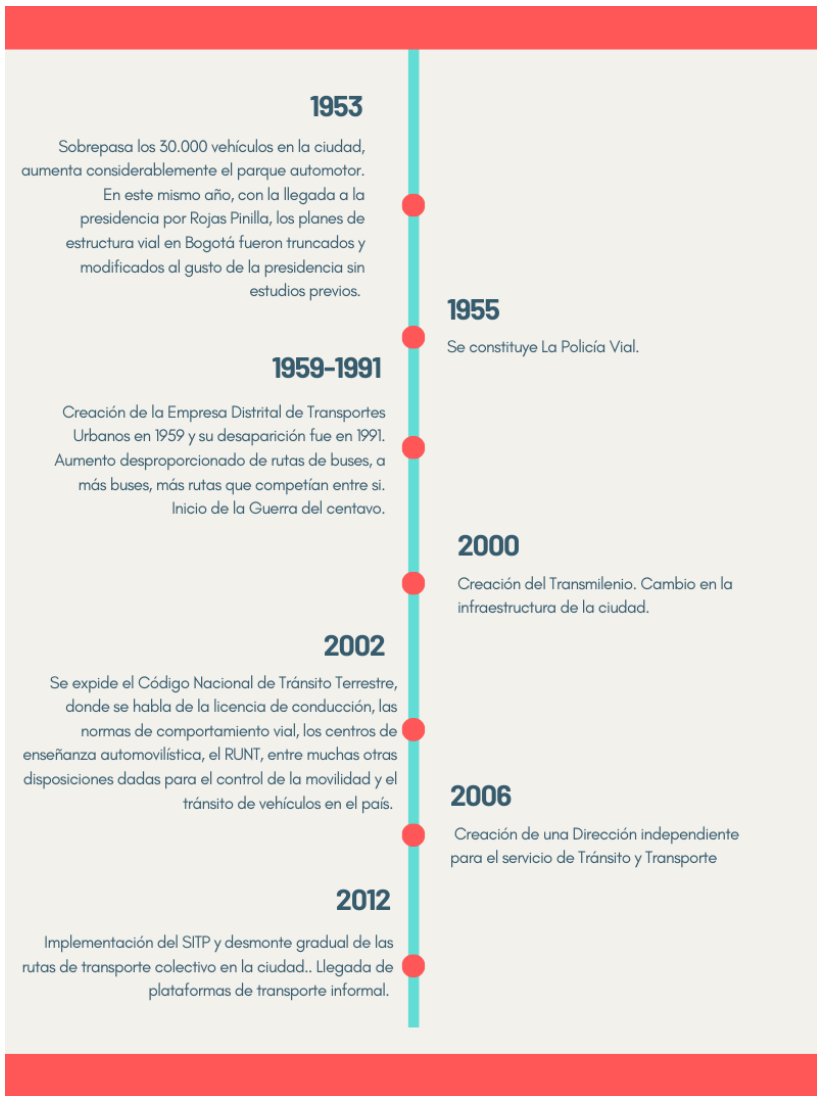 1953
Sobrepasa los 30.000 vehículos en la ciudad,
aumenta considerablemente el parque automotor.
En este mismo año, con la llegada a la
presidencia por Rojas Pinilla, los planes de
estructura vial en Bogotá fueron truncados y
modificados al gusto de la presidencia sin
estudios previos.
1955
Se constituye La Policía Vial.
1959-1991
Creación de la Empresa Distrital de Transportes
Urbanos en 1959 y su desaparición fue en 1991.
Aumento desproporcionado de rutas de buses, a
más buses, más rutas que competían entre si.
Inicio de la Guerra del centavo.
2000
Creación del Transmilenio. Cambio en la
infraestructura de la ciudad.
2002
Se expide el Código Nacional de Tránsito Terrestre,
donde se habla de la licencia de conducción, las
normas de comportamiento vial, los centros de
enseñanza automovilística, el RUNT, entre muchas otras
disposiciones dadas para el control de la movilidad y el
tránsito de vehículos en el país.
2006
Creación de una Dirección independiente
para el servicio de Tránsito y Transporte
2012
Implementación del SITP y desmonte gradual de las
rutas de transporte colectivo en la ciudad.. Llegada de
plataformas de transporte informal.